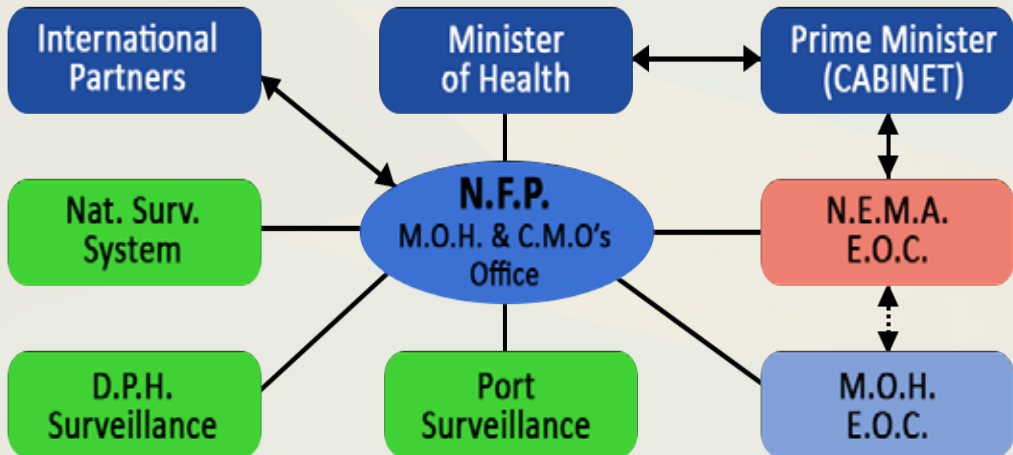 International
Partners
Minister
of Health
Prime Minister
(CABINET)
Nat. Surv.
System
N.F.P.
M.O.H. & C.M.O's
Office
N.E.M.A.
E.O.C.
D.P.H.
Surveillance
Port
Surveillance
M.O.H.
E.O.C.